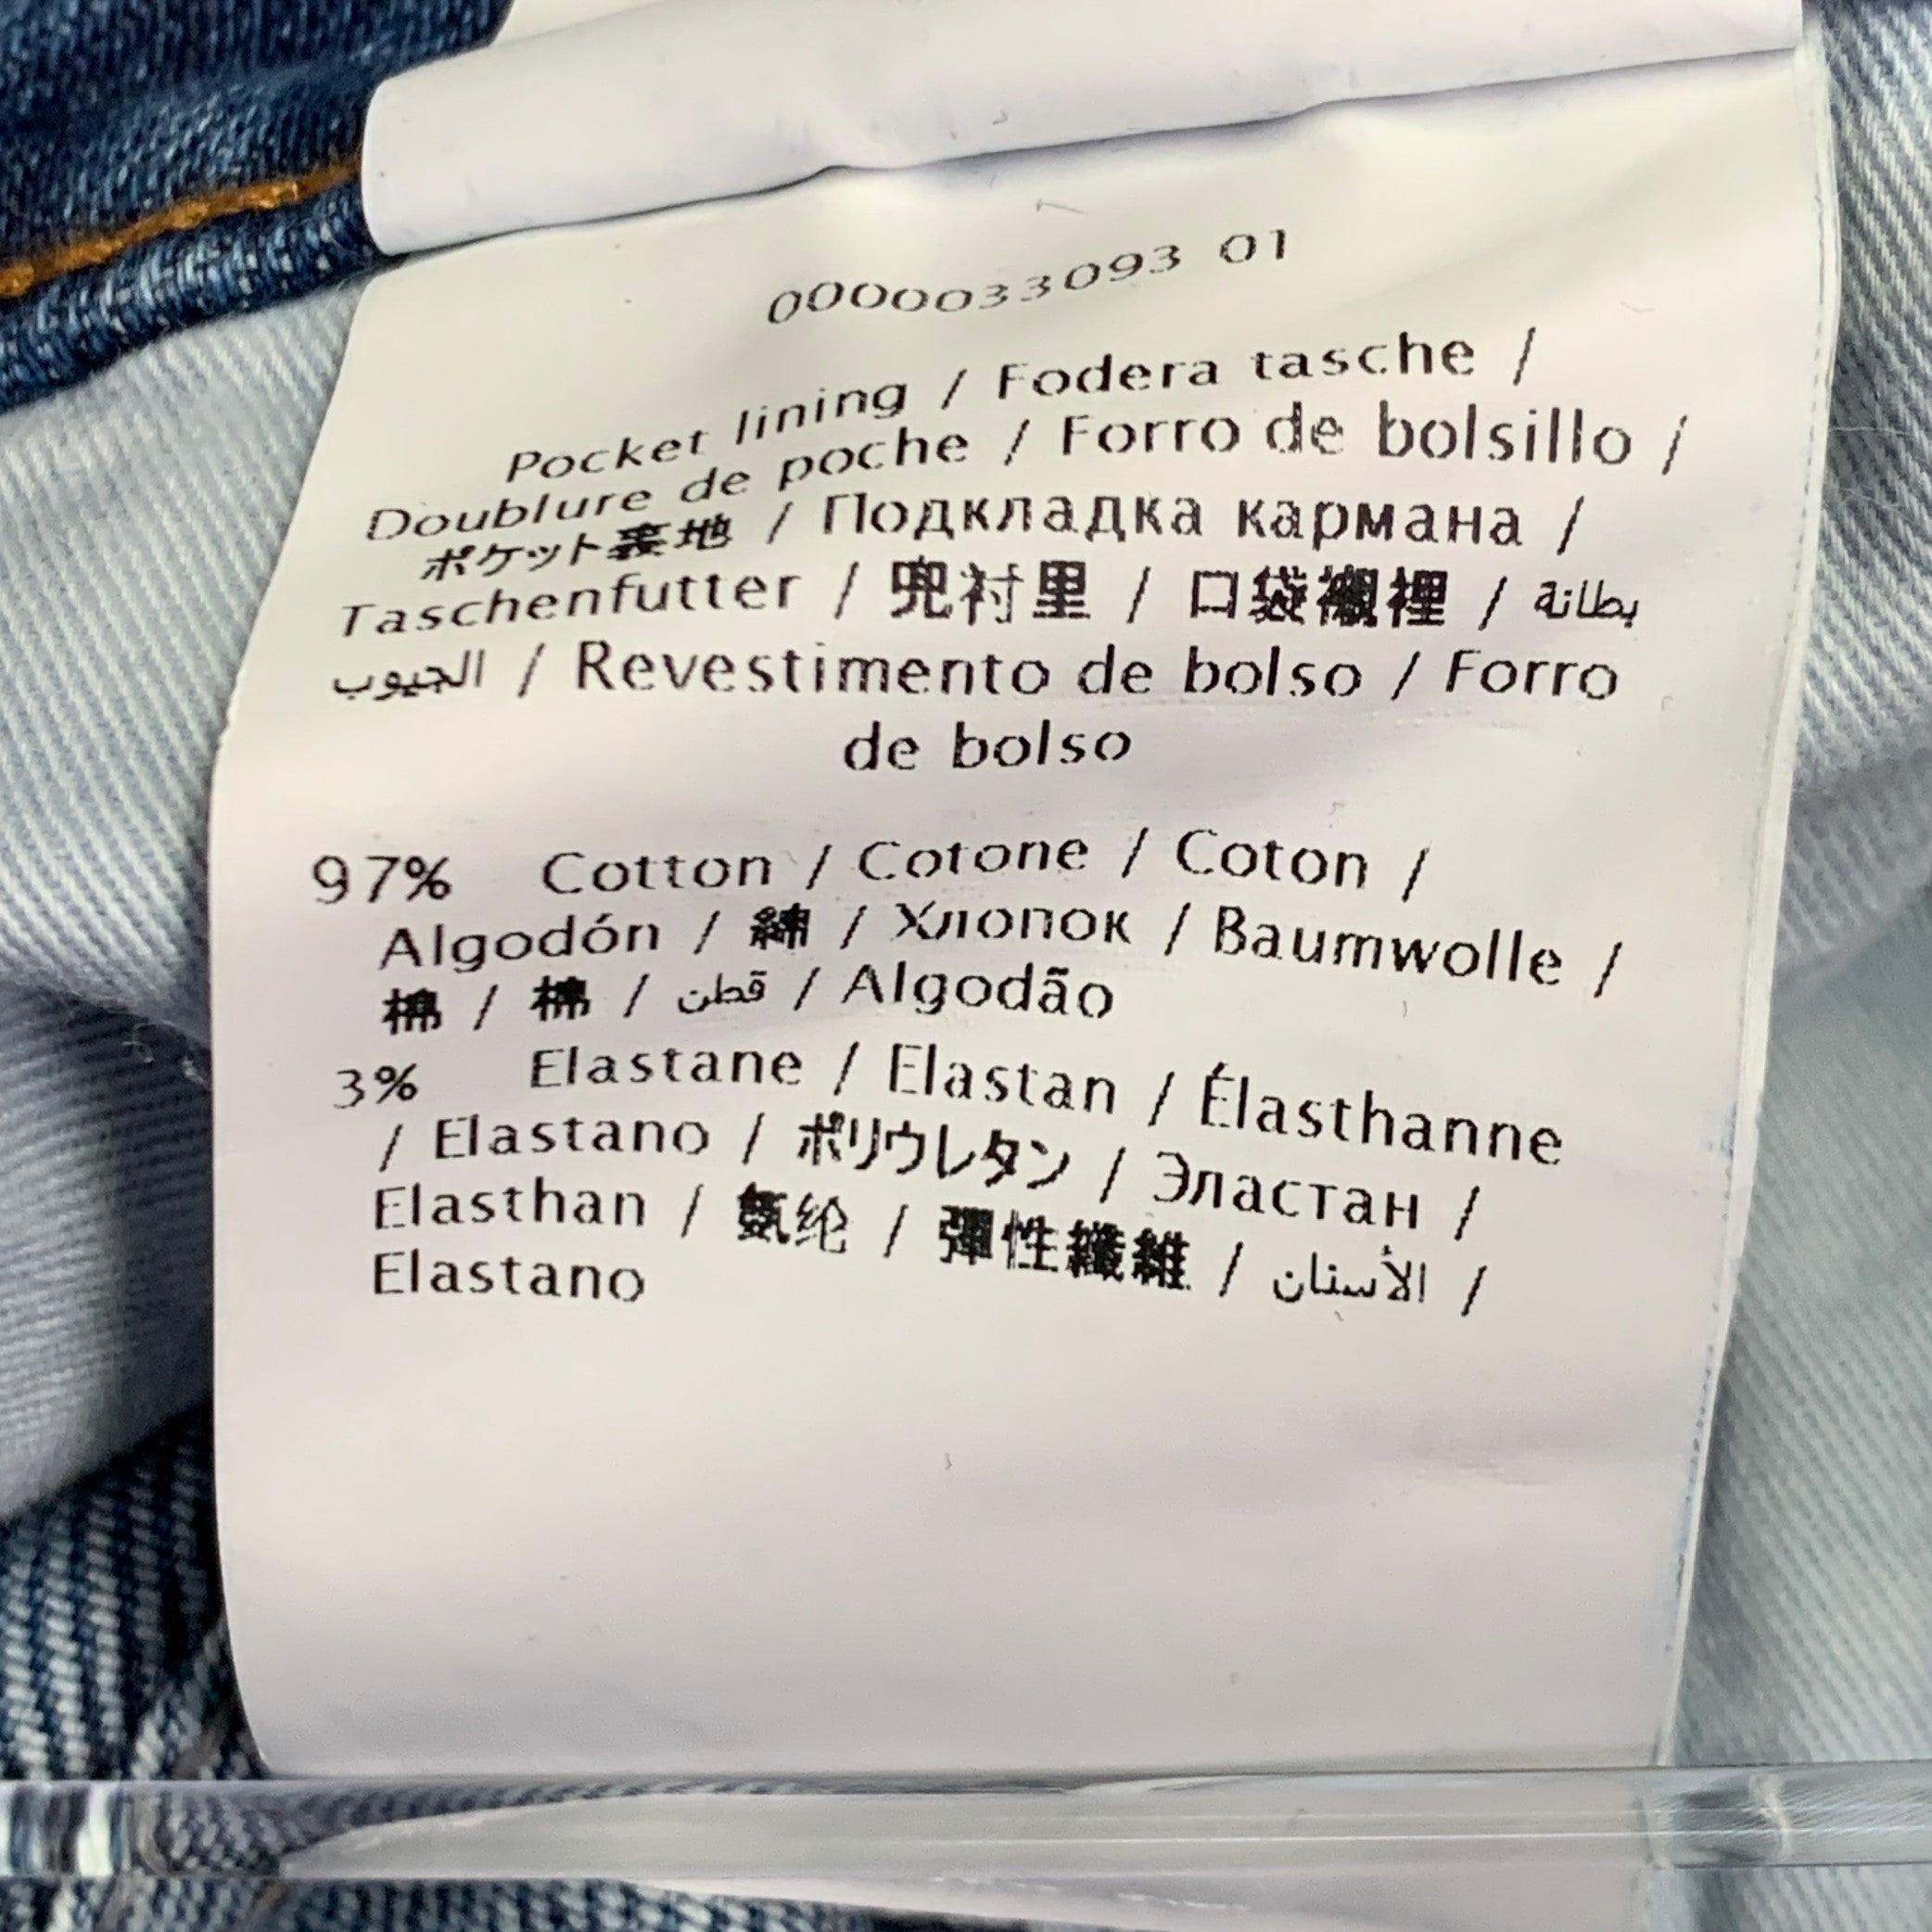 0000033093 01
Pocket lining / Fodera tasche /
Doublure de poche / Forro de bolsillo /
ポケット裏地 / Подкладка кармана /
Taschenfutter / 兜衬里 / 口袋襯裡 / بطانة
الجيوب / Revestimento de bolso / Forro
de bolso
97% Cotton / Cotone / Coton /
Algodón / 綿 / Хлопок / Baumwolle /
棉 / 棉 / قطن / Algodão
3% Elastane / Elastan / Élasthanne
/ Elastano / ポリウレタン / Эластан /
Elasthan / 氨纶 / 彈性纖維 / الأستان /
Elastano